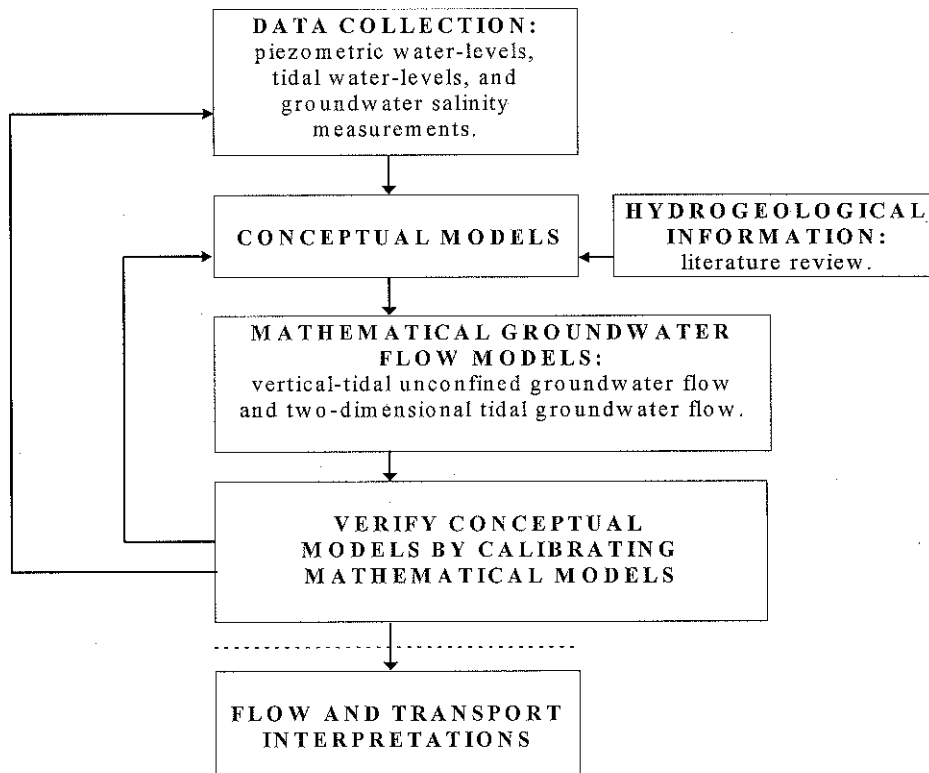 DATA COLLECTION:
piezometric water-levels,
tidal water-levels, and
groundwater salinity
measurements.
CONCEPTUAL MODELS
HYDROGEOLOGICAL
INFORMATION:
literature review.
MATHEMATICAL GROUNDWATER
FLOW MODELS:
vertical-tidal unconfined groundwater flow
and two-dimensional tidal groundwater flow.
VERIFY CONCEPTUAL
MODELS BY CALIBRATING
MATHEMATICAL MODELS
FLOW AND TRANSPORT
INTERPRETATIONS